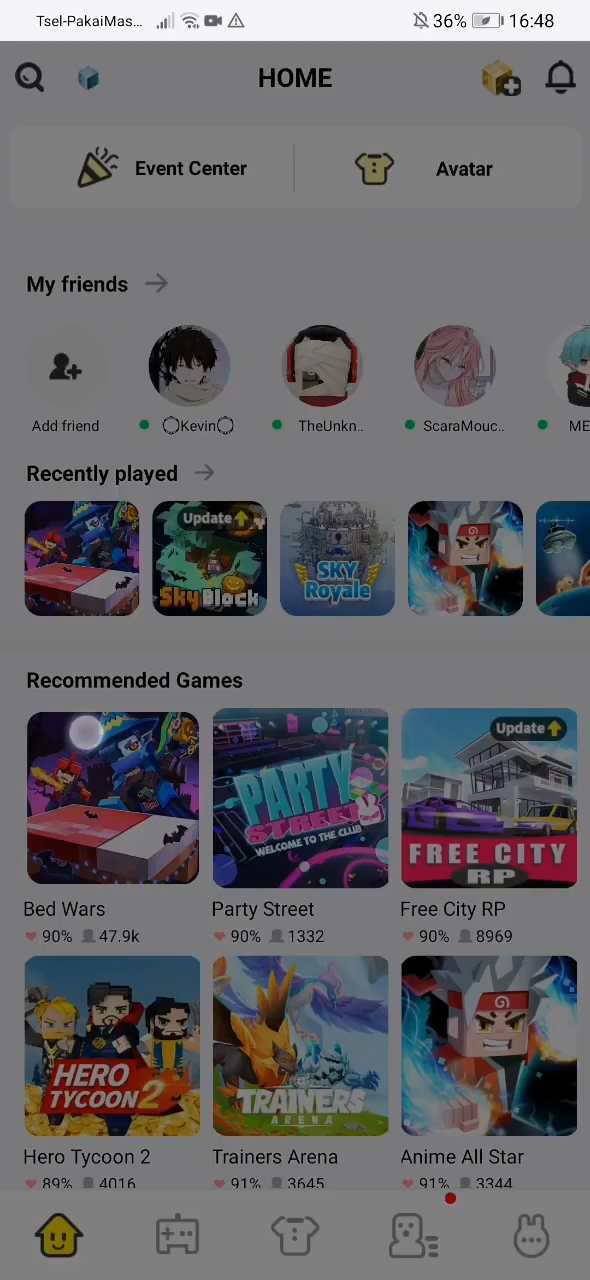 Tsel-PakaiMas...
36%
16:48
HOME
Event Center
Avatar
My friends
Add friend
Kevin
TheUnkn..
ScaraMouc..
ME
Recently played
Update
SkyBlock
SKY
Royale
Recommended Games
PARTY
STREET
WELCOME TO THE CLUB
Update
FREE CITY
RP
Bed Wars
Party Street
Free City RP
90% 47.9k
90% 1332
90% 8969
HERO
TYCOON 2
TRAINERS
ARENA
Hero Tycoon 2
Trainers Arena
Anime All Star
89% 4016
91% 3645
91% 3344